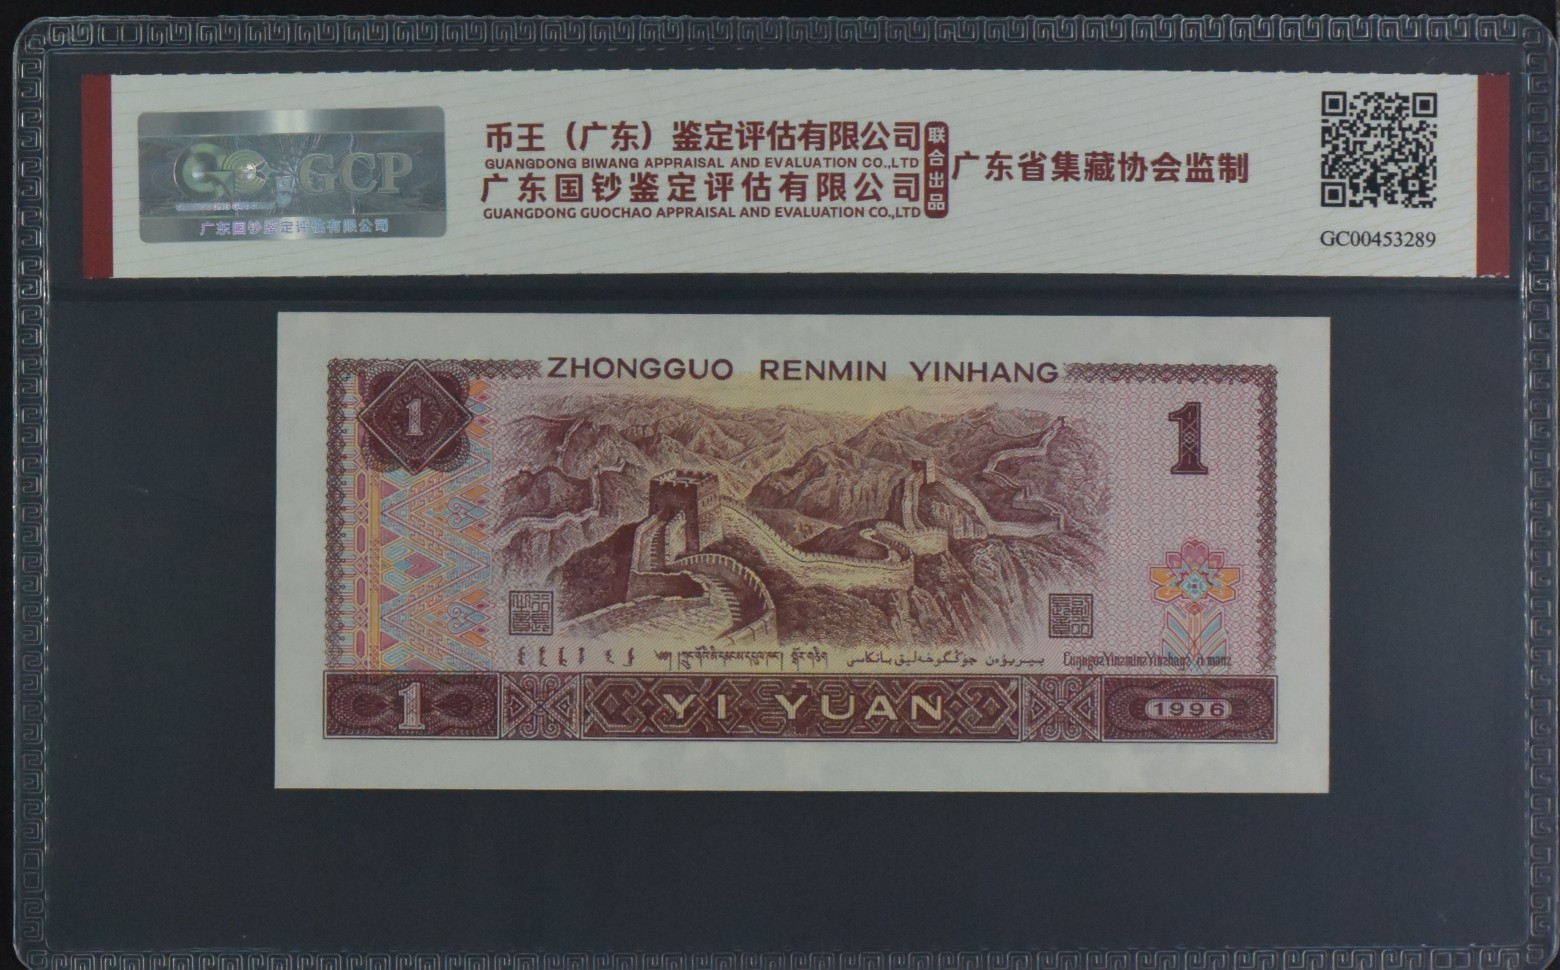 GCP
广东国钞鉴定评估有限公司
币王（广东）鉴定评估有限公司
GUANGDONG BIWANG APPRAISAL AND EVALUATION CO.,LTD
广东国钞鉴定评估有限公司
GUANGDONG GUOCHAO APPRAISAL AND EVALUATION CO.,LTD
联合出品
广东省集藏协会监制
GC00453289
ZHONGGUO RENMIN YINHANG
1
1
1
YI YUAN
1996